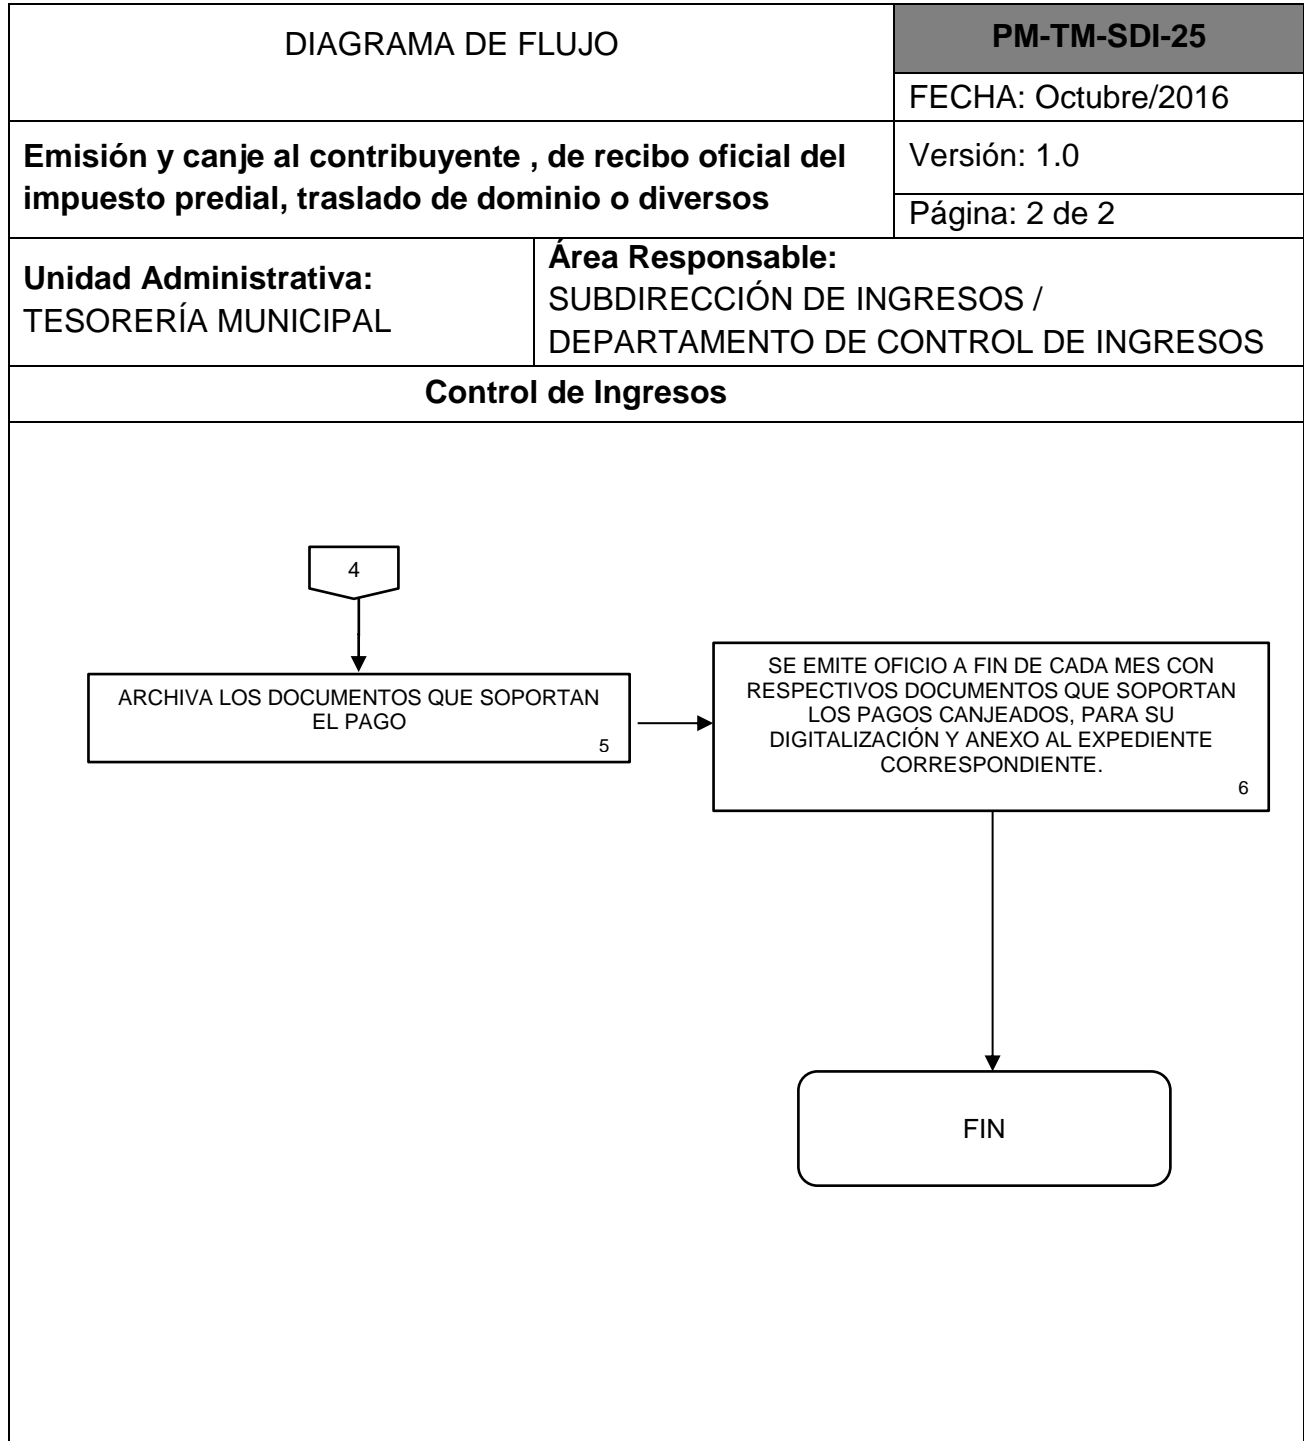 DIAGRAMA DE FLUJO
PM-TM-SDI-25
FECHA: Octubre/2016
Emisión y canje al contribuyente , de recibo oficial del
impuesto predial, traslado de dominio o diversos
Versión: 1.0
Página: 2 de 2
Unidad Administrativa:
TESORERÍA MUNICIPAL
Área Responsable:
SUBDIRECCIÓN DE INGRESOS /
DEPARTAMENTO DE CONTROL DE INGRESOS
Control de Ingresos
4
ARCHIVA LOS DOCUMENTOS QUE SOPORTAN
EL PAGO
5
SE EMITE OFICIO A FIN DE CADA MES CON
RESPECTIVOS DOCUMENTOS QUE SOPORTAN
LOS PAGOS CANJEADOS, PARA SU
DIGITALIZACIÓN Y ANEXO AL EXPEDIENTE
CORRESPONDIENTE.
6
FIN